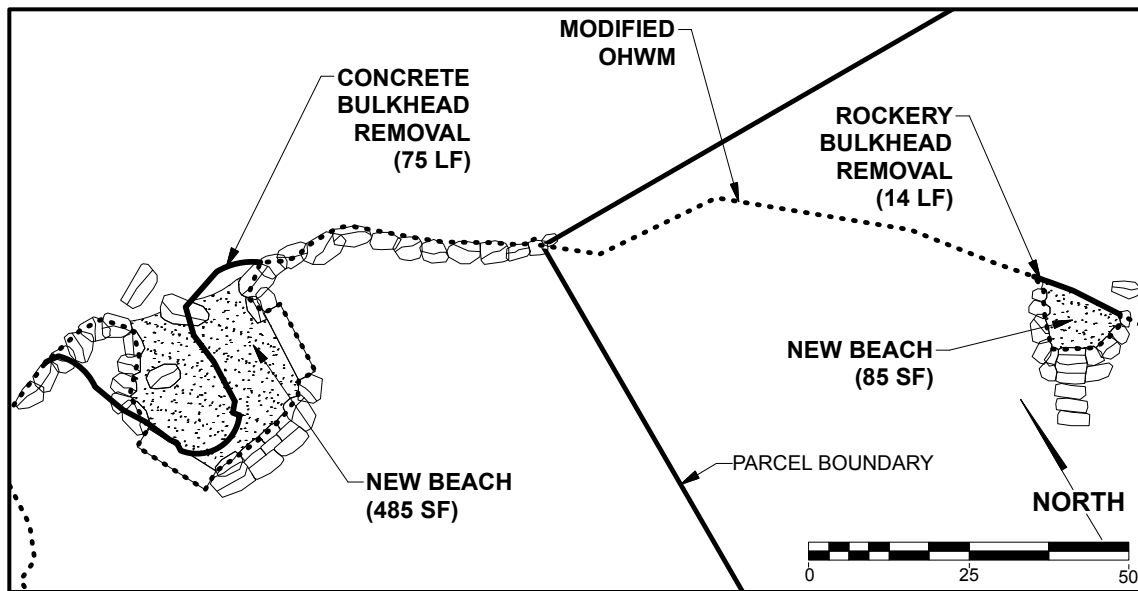 CONCRETE
BULKHEAD
REMOVAL
(75 LF)
MODIFIED
OHWM
ROCKERY
BULKHEAD
REMOVAL
(14 LF)
NEW BEACH
(85 SF)
NEW BEACH
(485 SF)
PARCEL BOUNDARY
NORTH
0 25 50